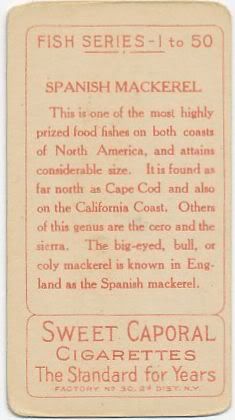 FISH SERIES-1 to 50
SPANISH MACKEREL
This is one of the most highly
prized food fishes on both coasts
of North America, and attains
considerable size. It is found as
far north as Cape Cod and also
on the California Coast. Others
of this genus are the cero and the
sierra. The big-eyed, bull, or
coly mackerel is known in Eng-
land as the Spanish mackerel.
SWEET CAPORAL
CIGARETTES
The Standard for Years
FACTORY Nº 30, 2ᵈ DIST. N.Y.